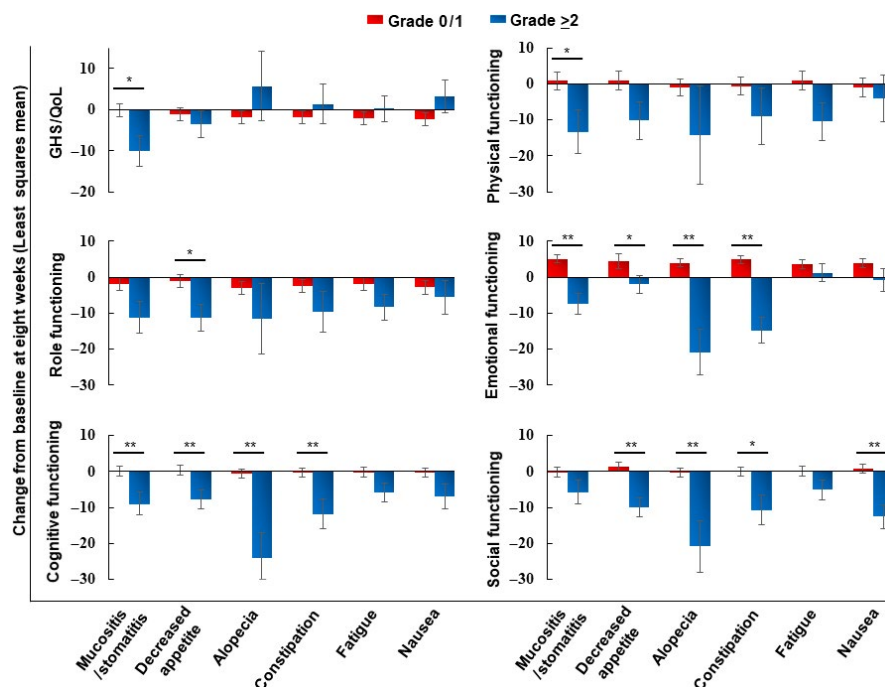 Grade 0/1 Grade ≥2
Change from baseline at eight weeks (Least squares mean)
GHS/QoL
10
0
–10
–20
*
Physical functioning
10
0
–10
–20
–30
*
Role functioning
10
0
–10
–20
–30
*
Emotional functioning
10
0
–10
–20
–30
** * ** **
Cognitive functioning
10
0
–10
–20
–30
** ** ** **
Social functioning
10
0
–10
–20
–30
** ** * **
Mucositis
/stomatitis
Decreased
appetite
Alopecia
Constipation
Fatigue
Nausea
Mucositis
/stomatitis
Decreased
appetite
Alopecia
Constipation
Fatigue
Nausea